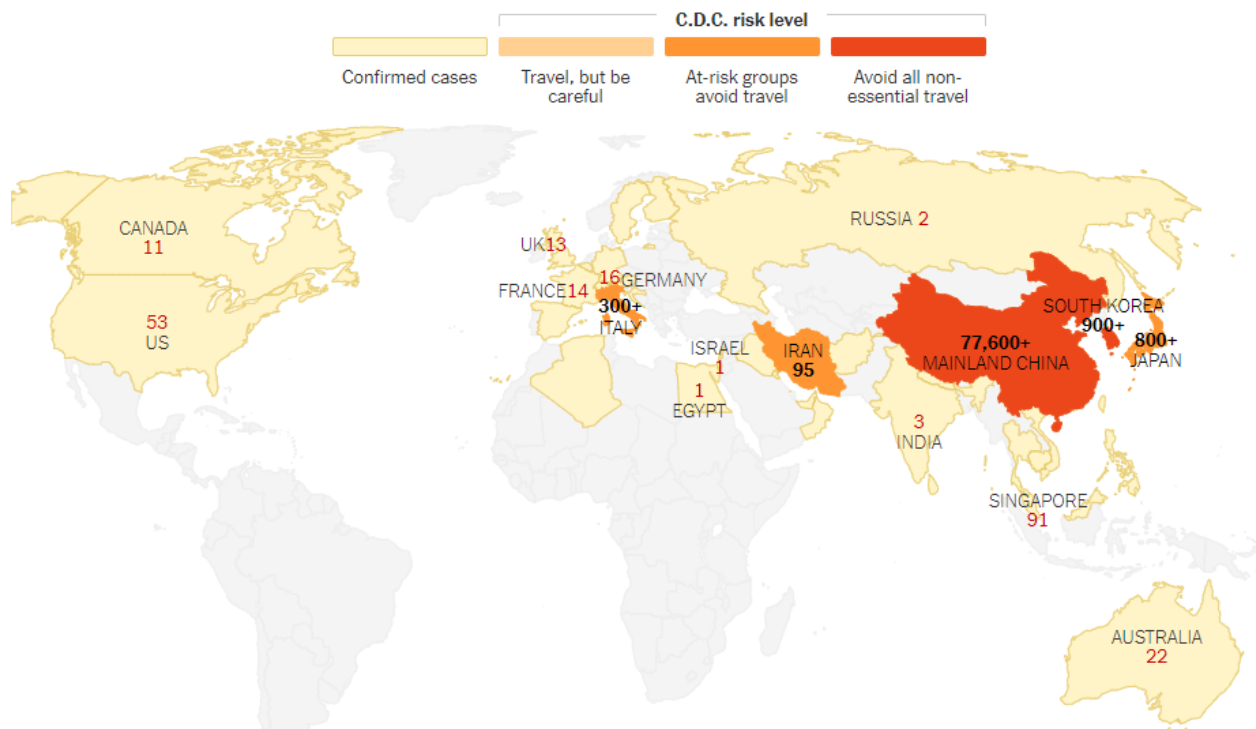 C.D.C. risk level
Confirmed cases
Travel, but be
careful
At-risk groups
avoid travel
Avoid all non-
essential travel
CANADA
11
53
US
UK13
FRANCE14
16GERMANY
300+
ITALY
RUSSIA 2
ISRAEL
1
1
EGYPT
IRAN
95
77,600+
MAINLAND CHINA
SOUTH KOREA
900+
800+
JAPAN
3
INDIA
SINGAPORE
91
AUSTRALIA
22